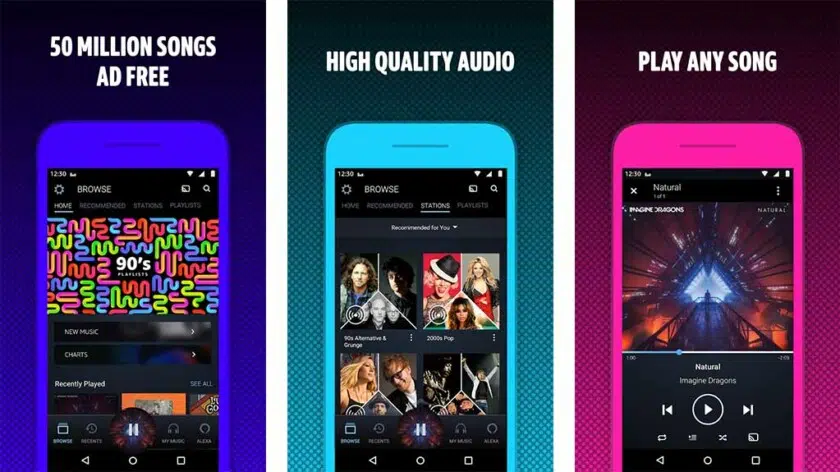 50 MILLION SONGS
AD FREE
12:30
BROWSE
HOME RECOMMENDED STATIONS PLAYLISTS
90's
PLAYLISTS
NEW MUSIC
CHARTS
Recently Played SEE ALL
BROWSE RECENTS MY MUSIC ALEXA
HIGH QUALITY AUDIO
12:30
BROWSE
HOME RECOMMENDED STATIONS PLAYLISTS
Recommended for You
90s Alternative &
Grunge
2000s Pop
BROWSE RECENTS MY MUSIC ALEXA
PLAY ANY SONG
12:30
Natural
1 of 1
IMAGINE DRAGONS NATURAL
1:00 -2:09
Natural
Imagine Dragons